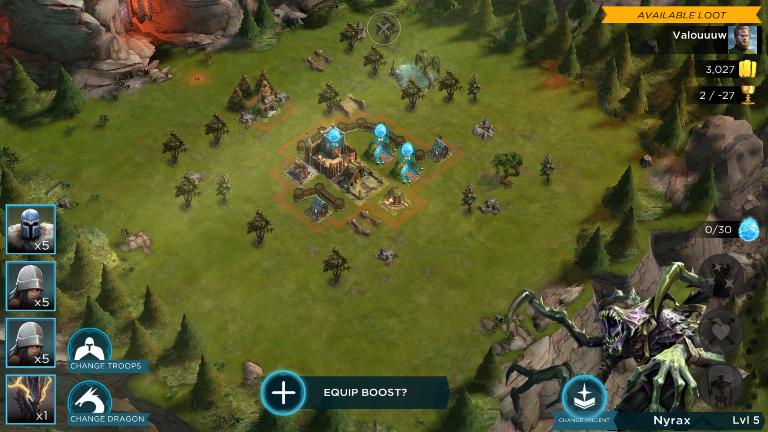 AVAILABLE LOOT
Valouuuw
3,027
2 / -27
0/30
x5
x5
x5
x1
CHANGE TROOPS
CHANGE DRAGON
EQUIP BOOST?
CHANGE ANCIENT
Nyrax Lvl 5